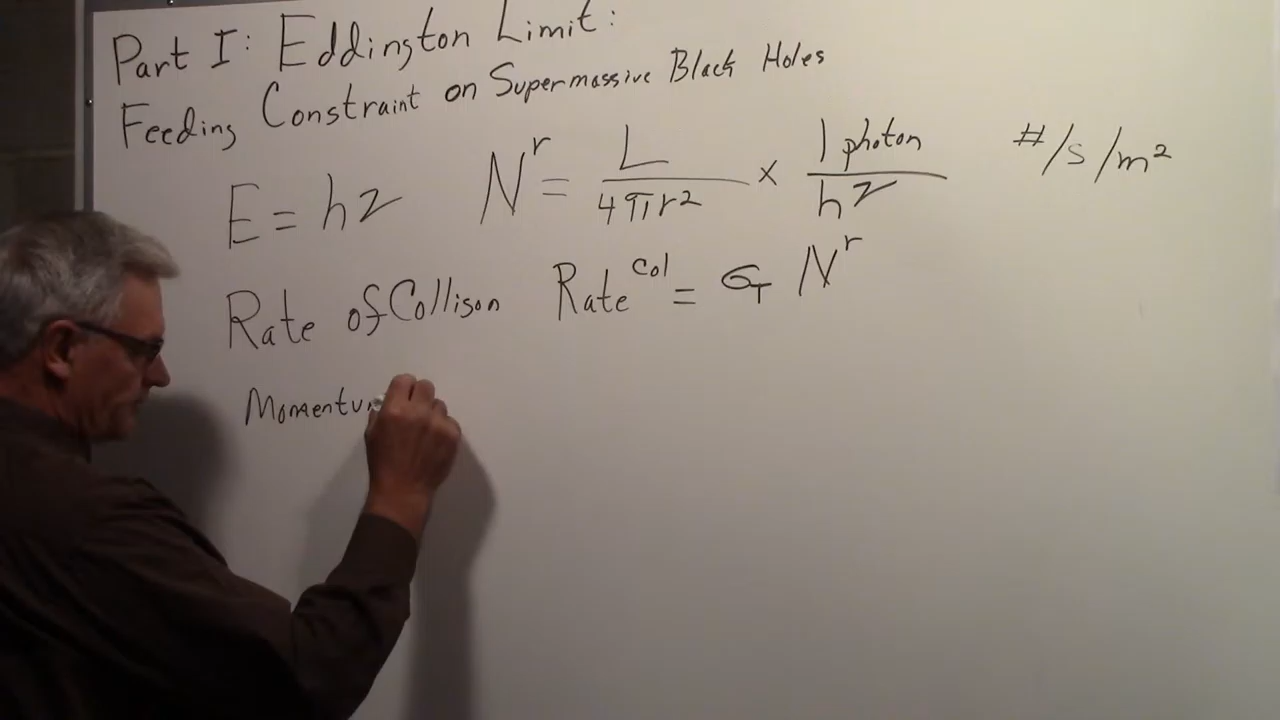 Part I: Eddington Limit:
Feeding Constraint on Supermassive Black Holes
E = hν N^r = L / 4πr² × 1 photon / hν #/s/m²
Rate of Collison Rate^col = σ_T N^r
Momentum